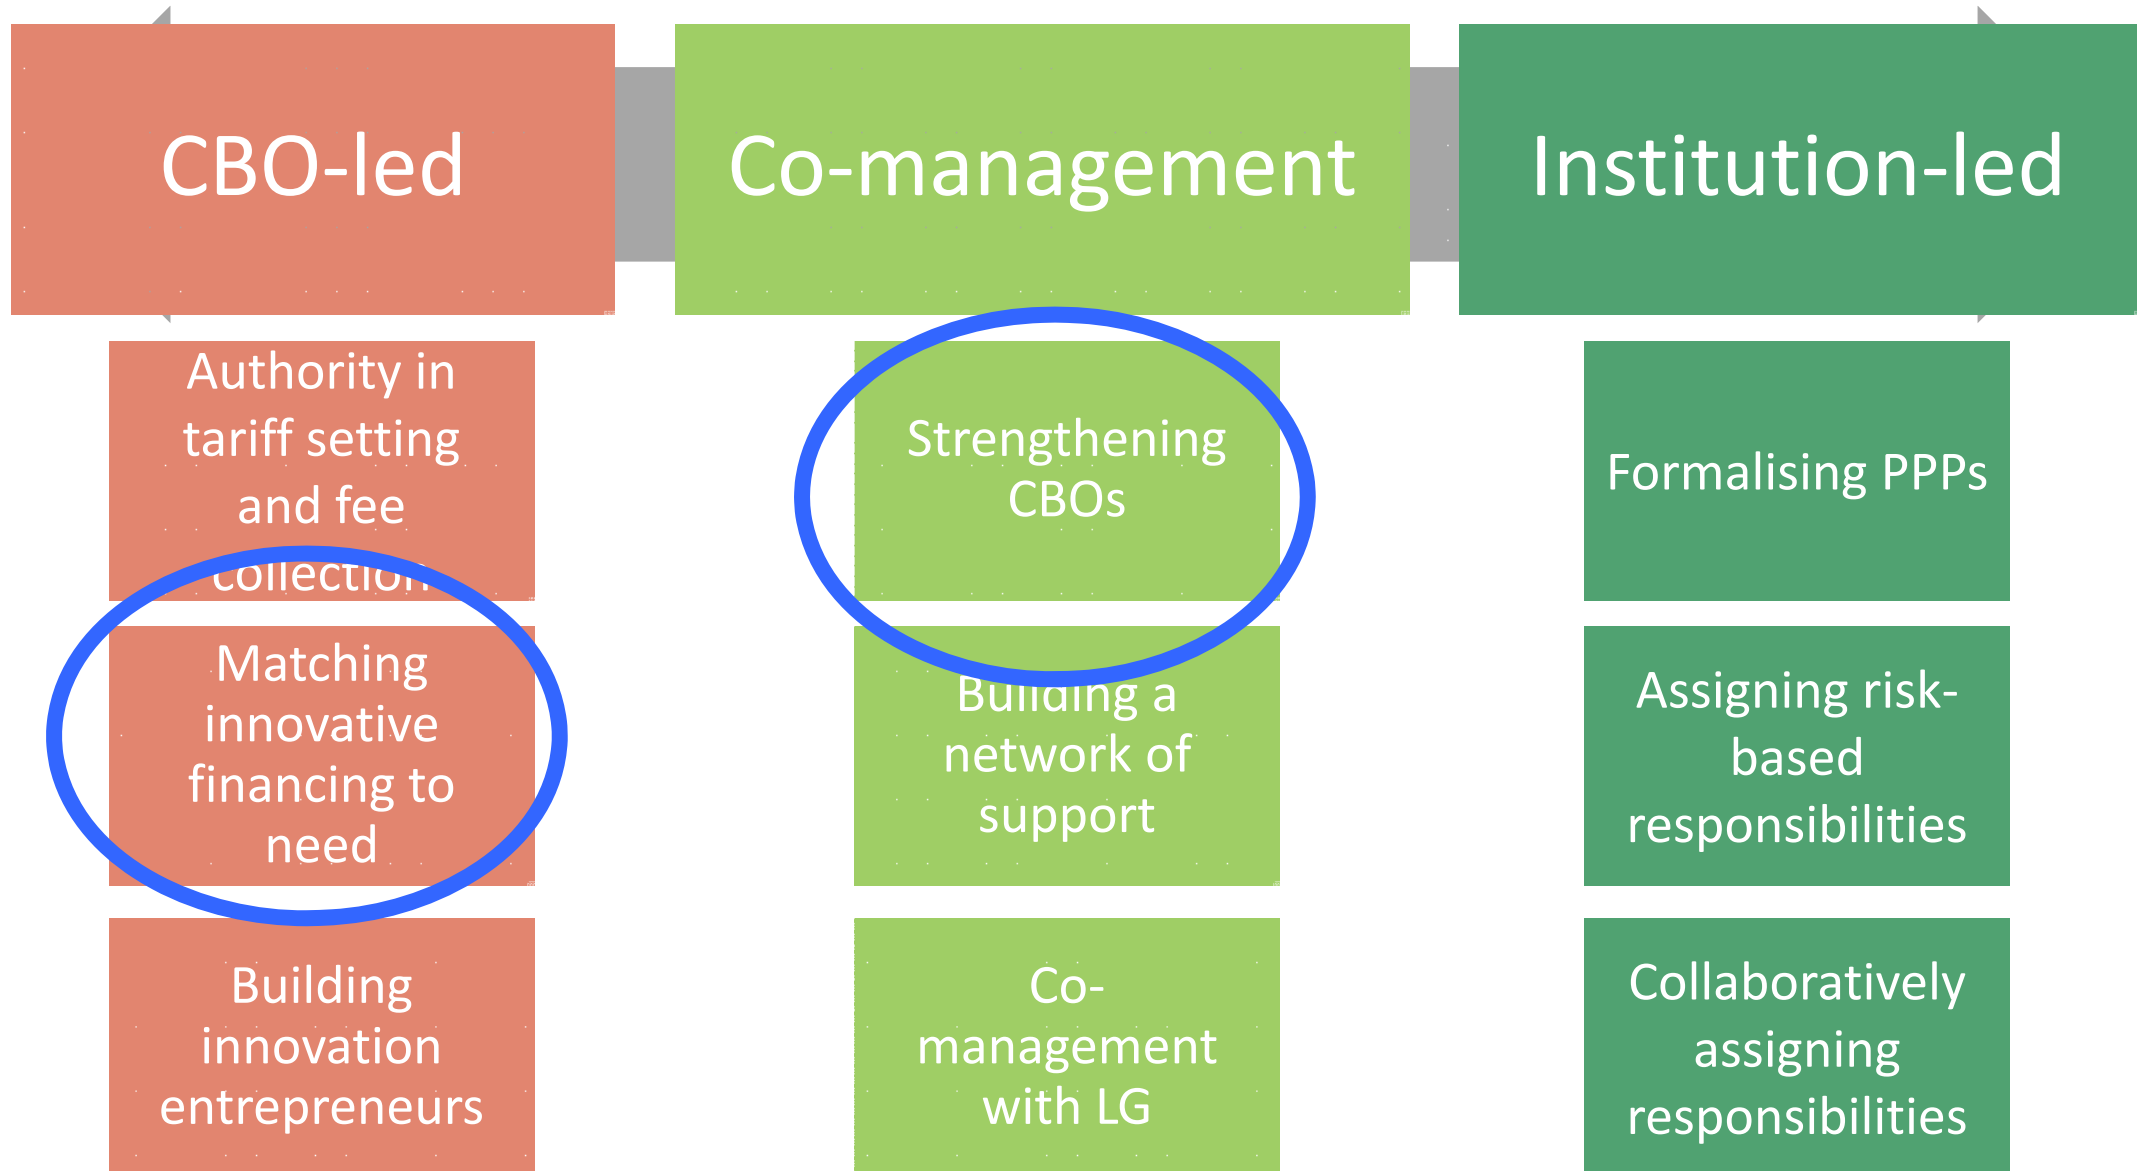 CBO-led
Co-management
Institution-led
Authority in
tariff setting
and fee
collection
Matching
innovative
financing to
need
Building
innovation
entrepreneurs
Strengthening
CBOs
Building a
network of
support
Co-
management
with LG
Formalising PPPs
Assigning risk-
based
responsibilities
Collaboratively
assigning
responsibilities